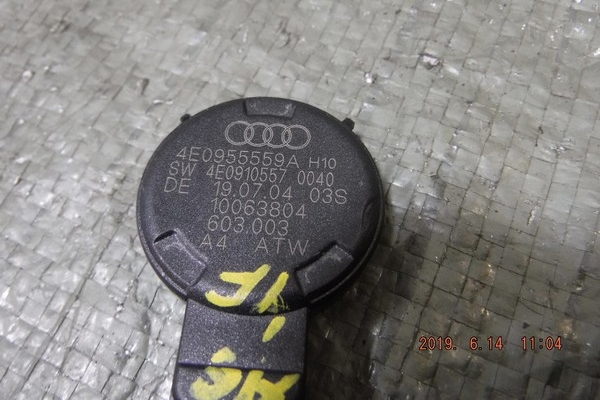 4E0955559A H10
SW 4E0910557 0040
DE 19.07.04 03S
10063804
603.003
A4 ATW
2019. 6.14 11:04